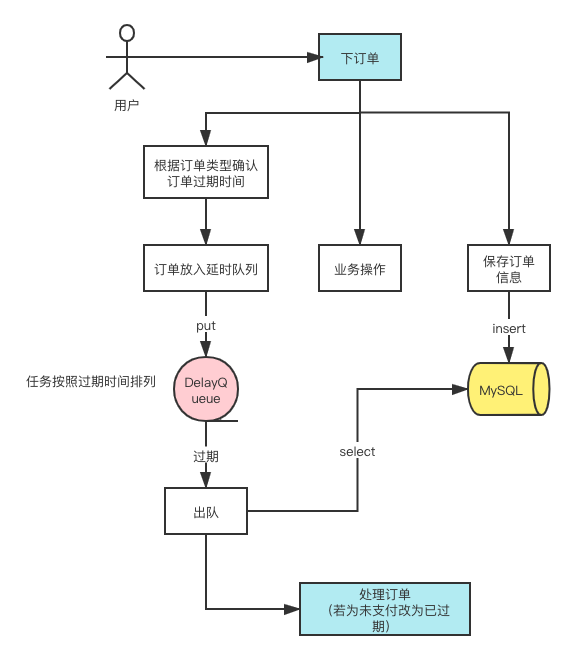 下订单
用户
根据订单类型确认
订单过期时间
订单放入延时队列
业务操作
保存订单
信息
put
insert
任务按照过期时间排列
DelayQ
ueue
MySQL
过期
select
出队
处理订单
（若为未支付改为已过
期）